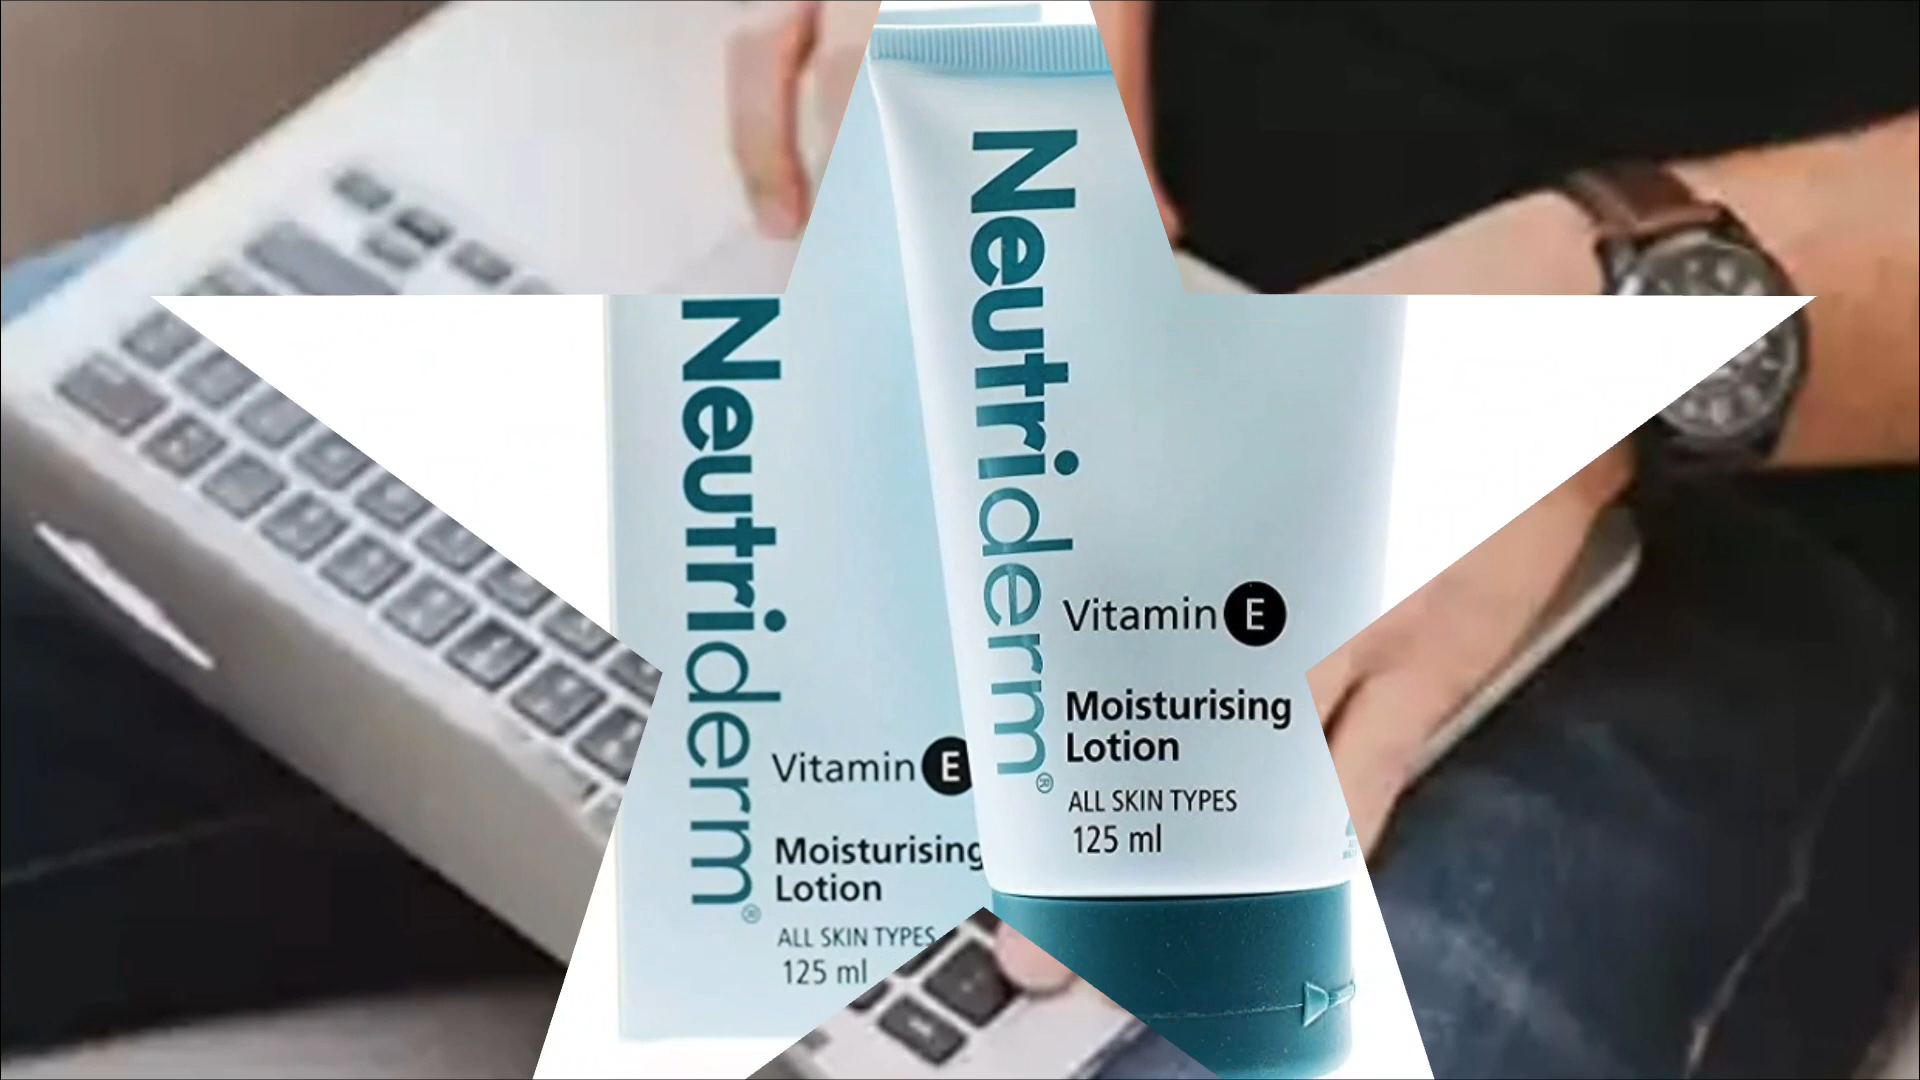 Neutriderm®
Vitamin E
Moisturising
Lotion
ALL SKIN TYPES
125 ml
Neutriderm®
Vitamin E
Moisturising
Lotion
ALL SKIN TYPES
125 ml